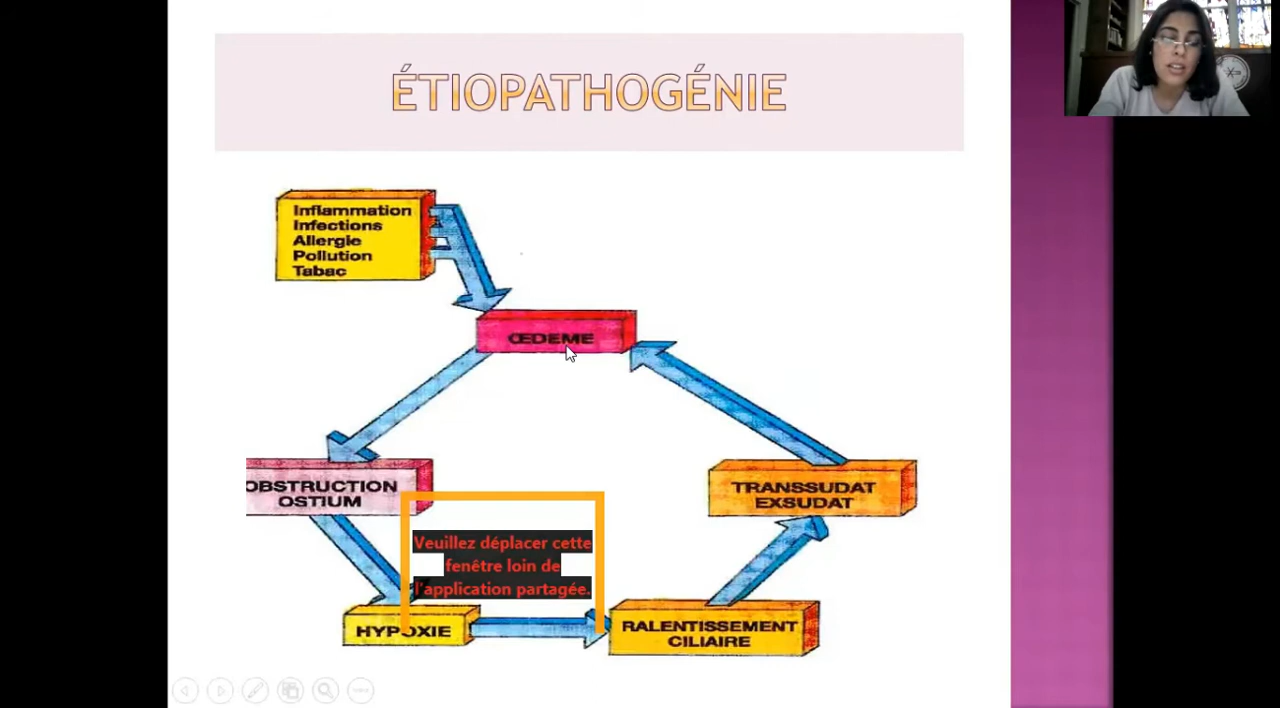 ÉTIOPATHOGÉNIE
Inflammation
Infections
Allergie
Pollution
Tabac
ŒDEME
OBSTRUCTION
OSTIUM
TRANSSUDAT
EXSUDAT
Veuillez déplacer cette
fenêtre loin de
l'application partagée.
HYPOXIE
RALENTISSEMENT
CILIAIRE